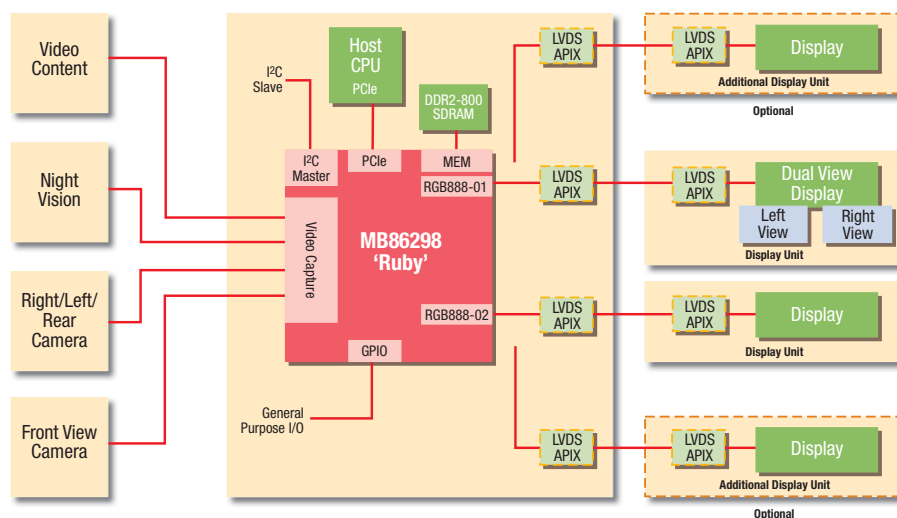 Video
Content
Night
Vision
Right/Left/
Rear
Camera
Front View
Camera
I²C
Slave
Host
CPU
PCIe
DDR2-800
SDRAM
I²C
Master
PCIe
MEM
RGB888-01
Video Capture
MB86298
'Ruby'
RGB888-02
GPIO
General
Purpose I/O
LVDS
APIX
LVDS
APIX
Display
Additional Display Unit
Optional
LVDS
APIX
LVDS
APIX
Dual View
Display
Left
View
Right
View
Display Unit
LVDS
APIX
LVDS
APIX
Display
Display Unit
LVDS
APIX
LVDS
APIX
Display
Additional Display Unit
Optional